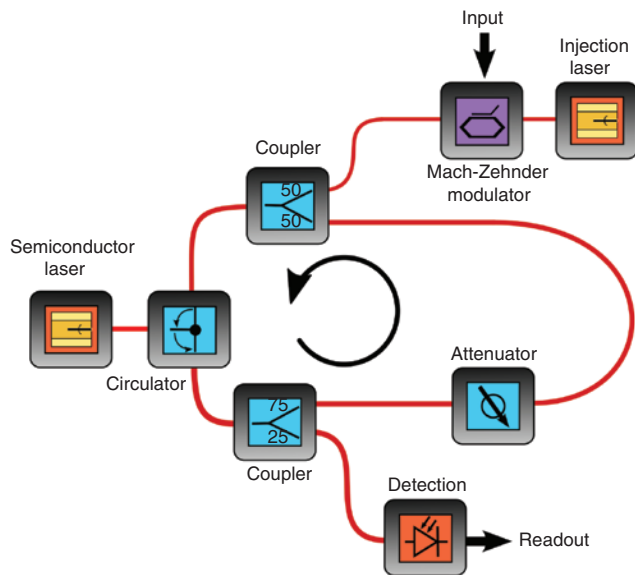 Input
Injection
laser
Mach-Zehnder
modulator
Coupler
50
50
Semiconductor
laser
Circulator
Attenuator
75
25
Coupler
Detection
Readout